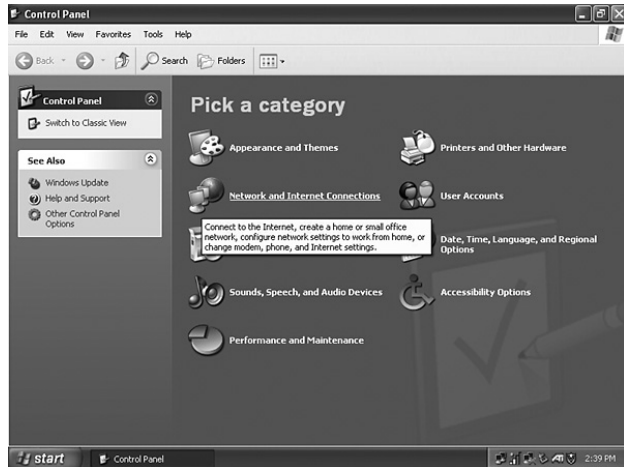 Control Panel
File Edit View Favorites Tools Help
Back Search Folders
Control Panel
Switch to Classic View
See Also
Windows Update
Help and Support
Other Control Panel
Options
Pick a category
Appearance and Themes
Printers and Other Hardware
Network and Internet Connections
User Accounts
Connect to the Internet, create a home or small office
network, configure network settings to work from home, or
change modem, phone, and Internet settings.
Date, Time, Language, and Regional
Options
Sounds, Speech, and Audio Devices
Accessibility Options
Performance and Maintenance
start Control Panel ATI 2:39 PM